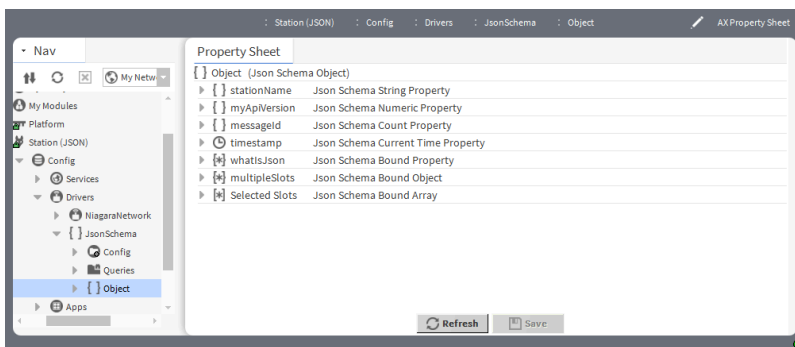 : Station (JSON) : Config : Drivers : JsonSchema : Object AX Property Sheet
Nav
My Netw
My Modules
Platform
Station (JSON)
Config
Services
Drivers
NiagaraNetwork
{ } JsonSchema
Config
Queries
{ } Object
Apps
Property Sheet
{ } Object (Json Schema Object)
{ } stationName Json Schema String Property
{ } myApiVersion Json Schema Numeric Property
{ } messageId Json Schema Count Property
timestamp Json Schema Current Time Property
{*} whatIsJson Json Schema Bound Property
{*} multipleSlots Json Schema Bound Object
[*] Selected Slots Json Schema Bound Array
Refresh Save